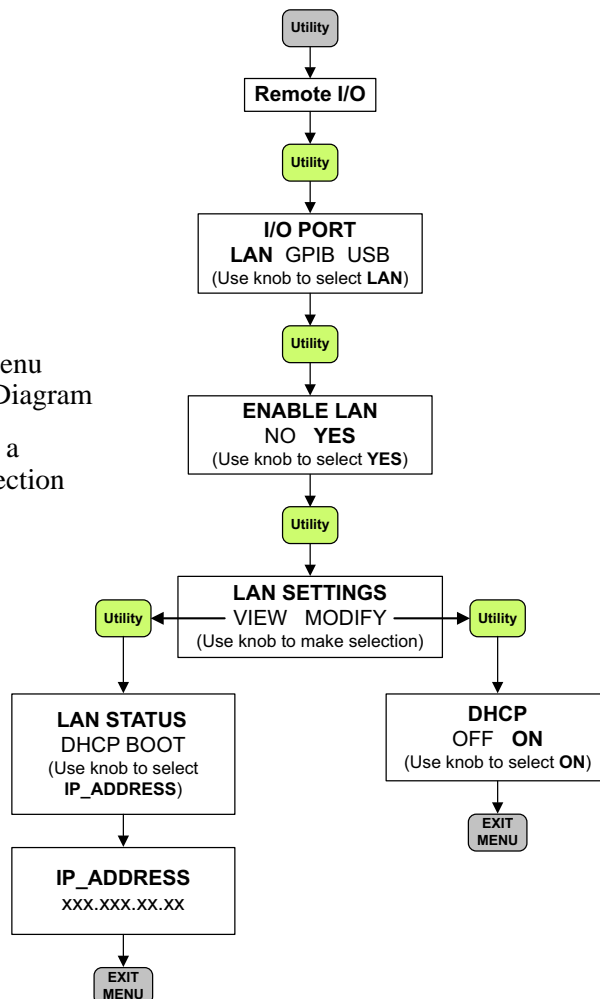 Utility
Remote I/O
Utility
I/O PORT
LAN GPIB USB
(Use knob to select LAN)
Utility
enu
Diagram
a
ection
ENABLE LAN
NO YES
(Use knob to select YES)
Utility
LAN SETTINGS
VIEW MODIFY
(Use knob to make selection)
Utility
Utility
LAN STATUS
DHCP BOOT
(Use knob to select
IP_ADDRESS)
DHCP
OFF ON
(Use knob to select ON)
EXIT
MENU
IP_ADDRESS
xxx.xxx.xx.xx
EXIT
MENU